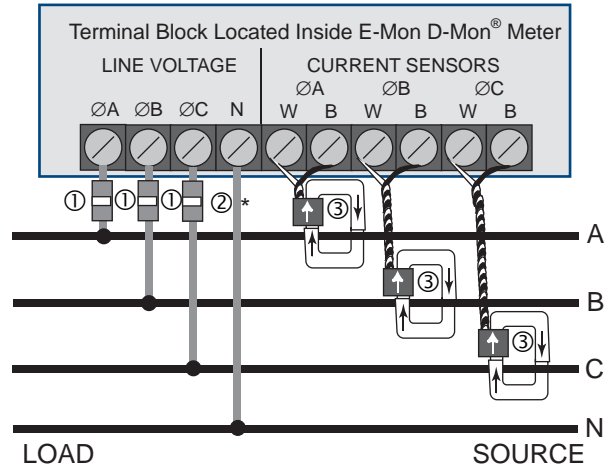 Terminal Block Located Inside E-Mon D-Mon® Meter
LINE VOLTAGE CURRENT SENSORS
ØA ØB ØC
ØA ØB ØC N W B W B W B
① ① ① ② * ③
A
③
B
③
C
N
LOAD SOURCE